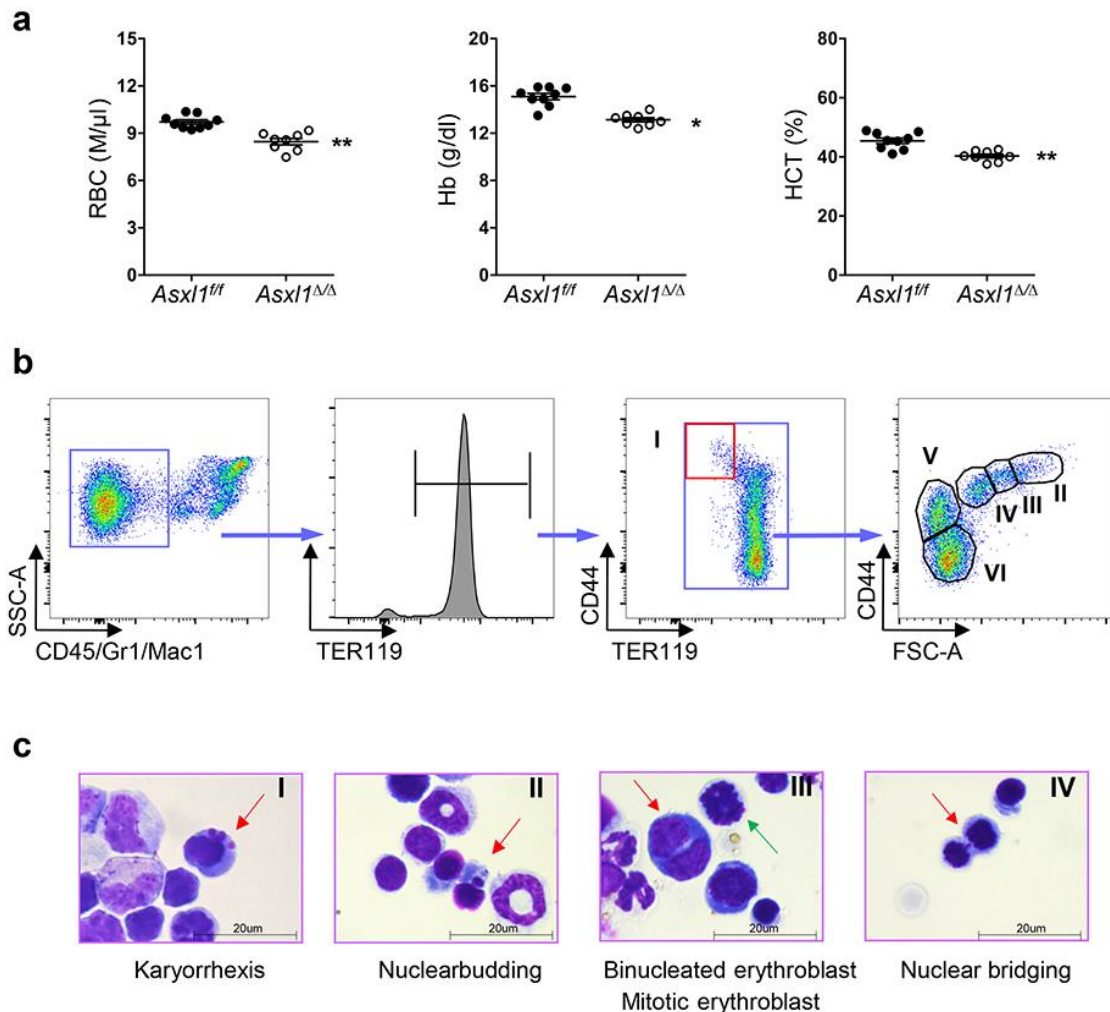 a
15
12
9
6
3
0
RBC (M/µl)
**
Asxl1f/f
Asxl1Δ/Δ
16
12
8
4
0
Hb (g/dl)
*
Asxl1f/f
Asxl1Δ/Δ
80
60
40
20
0
HCT (%)
**
Asxl1f/f
Asxl1Δ/Δ
b
SSC-A
CD45/Gr1/Mac1
TER119
I
CD44
TER119
V
IV
III
II
VI
CD44
FSC-A
c
I
20um
Karyorrhexis
II
20um
Nuclearbudding
III
20um
Binucleated erythroblast
Mitotic erythroblast
IV
20um
Nuclear bridging